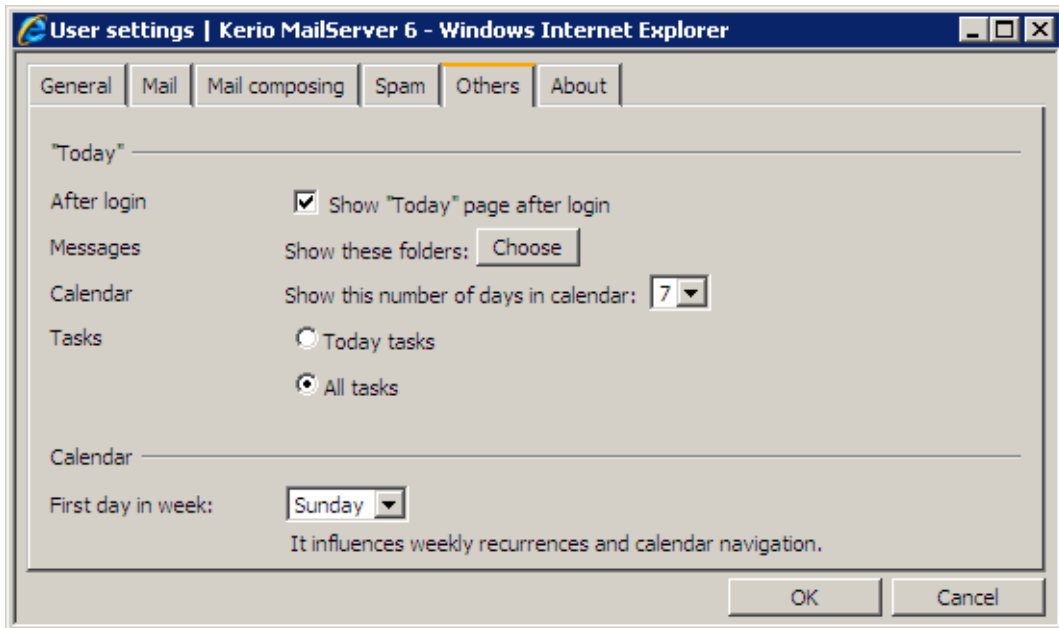 User settings | Kerio MailServer 6 - Windows Internet Explorer
General Mail Mail composing Spam Others About
"Today"
After login Show "Today" page after login
Messages Show these folders: Choose
Calendar Show this number of days in calendar: 7
Tasks Today tasks
All tasks
Calendar
First day in week: Sunday
It influences weekly recurrences and calendar navigation.
OK Cancel